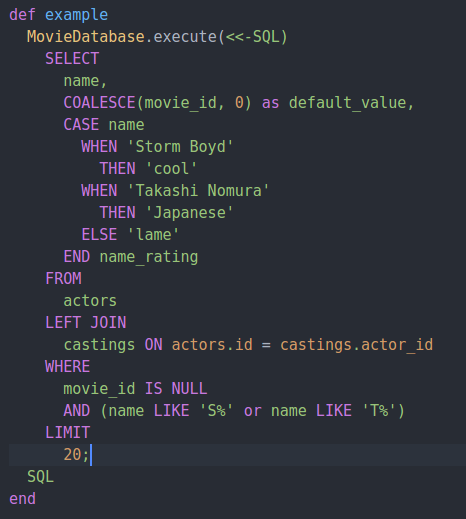 def example
  MovieDatabase.execute(<<-SQL)
    SELECT
      name,
      COALESCE(movie_id, 0) as default_value,
      CASE name
        WHEN 'Storm Boyd'
          THEN 'cool'
        WHEN 'Takashi Nomura'
          THEN 'Japanese'
        ELSE 'lame'
      END name_rating
    FROM
      actors
    LEFT JOIN
      castings ON actors.id = castings.actor_id
    WHERE
      movie_id IS NULL
      AND (name LIKE 'S%' or name LIKE 'T%')
    LIMIT
      20;
  SQL
end